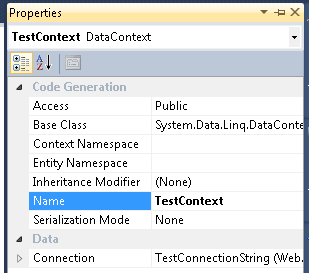 Properties
TestContext DataContext
Code Generation
Access Public
Base Class System.Data.Linq.DataConte
Context Namespace
Entity Namespace
Inheritance Modifier (None)
Name TestContext
Serialization Mode None
Data
Connection TestConnectionString (Web.